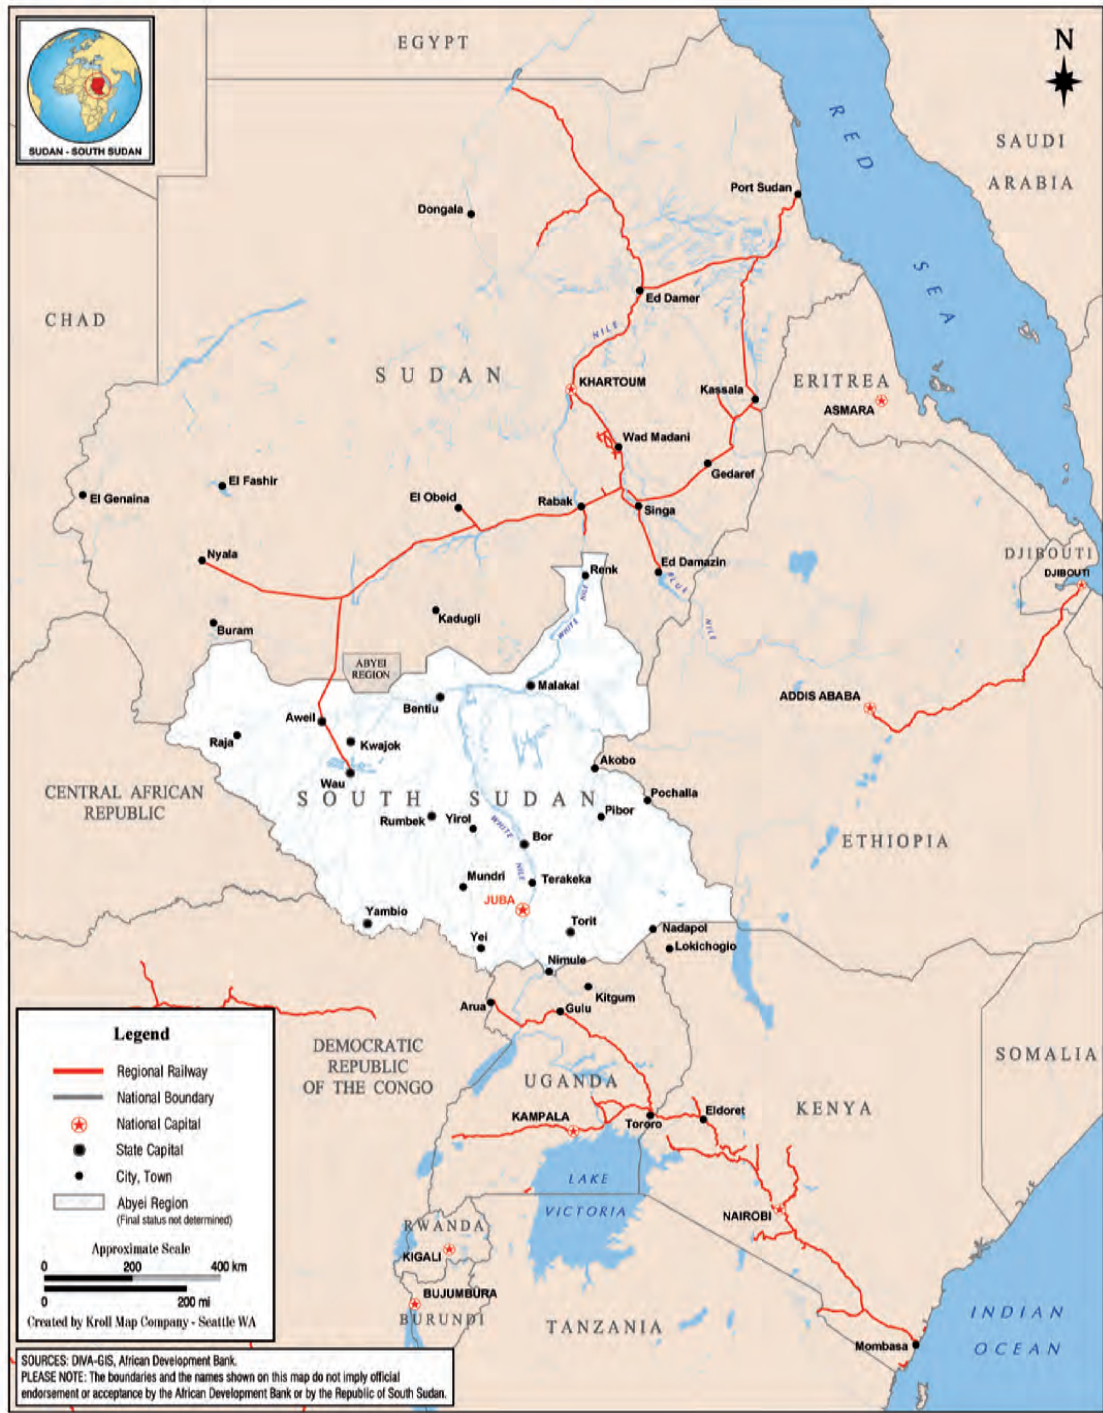 EGYPT
N
SUDAN - SOUTH SUDAN
RED
SEA
SAUDI
ARABIA
Port Sudan
Dongala
Ed Damer
NILE
CHAD
SUDAN
KHARTOUM
Kassala
ERITREA
ASMARA
Wad Madani
Gedaref
El Genaina
El Fashir
El Obeid
Rabak
Singa
Nyala
Renk
Ed Damazin
BLUE
NILE
DJIBOUTI
DJIBOUTI
Buram
Kadugli
WHITE
NILE
ABYEI
REGION
Malakal
Bentiu
ADDIS ABABA
Aweil
Raja
Kwajok
Wau
Akobo
CENTRAL AFRICAN
REPUBLIC
SOUTH SUDAN
Pochalla
Rumbek
Yirol
Pibor
WHITE
NILE
Bor
ETHIOPIA
Mundri
Terakeka
JUBA
Yambio
Torit
Nadapol
Yei
Lokichogio
Nimule
Kitgum
Arua
Gulu
DEMOCRATIC
REPUBLIC
OF THE CONGO
UGANDA
KENYA
SOMALIA
KAMPALA
Tororo
Eldoret
LAKE
VICTORIA
NAIROBI
RWANDA
KIGALI
BUJUMBURA
BURUNDI
TANZANIA
Mombasa
INDIAN
OCEAN
Legend
Regional Railway
National Boundary
National Capital
State Capital
City, Town
Abyei Region
(Final status not determined)
Approximate Scale
0 200 400 km
0 200 mi
Created by Kroll Map Company - Seattle WA
SOURCES: DIVA-GIS, African Development Bank.
PLEASE NOTE: The boundaries and the names shown on this map do not imply official
endorsement or acceptance by the African Development Bank or by the Republic of South Sudan.